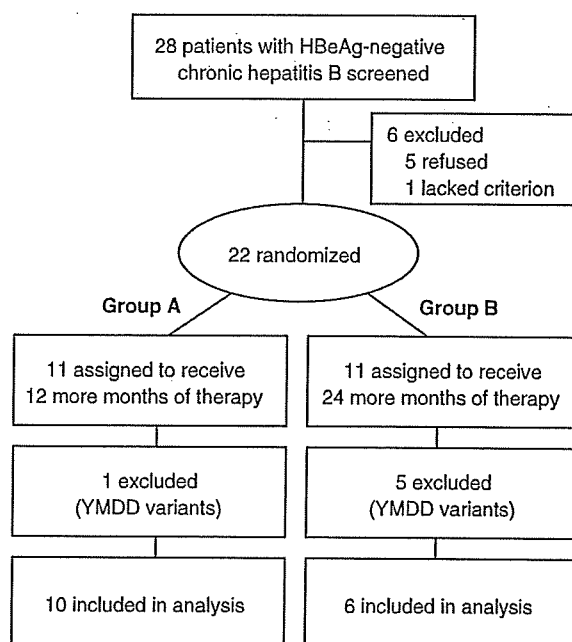 28 patients with HBeAg-negative
chronic hepatitis B screened
6 excluded
5 refused
1 lacked criterion
22 randomized
Group A
Group B
11 assigned to receive
12 more months of therapy
11 assigned to receive
24 more months of therapy
1 excluded
(YMDD variants)
5 excluded
(YMDD variants)
10 included in analysis
6 included in analysis